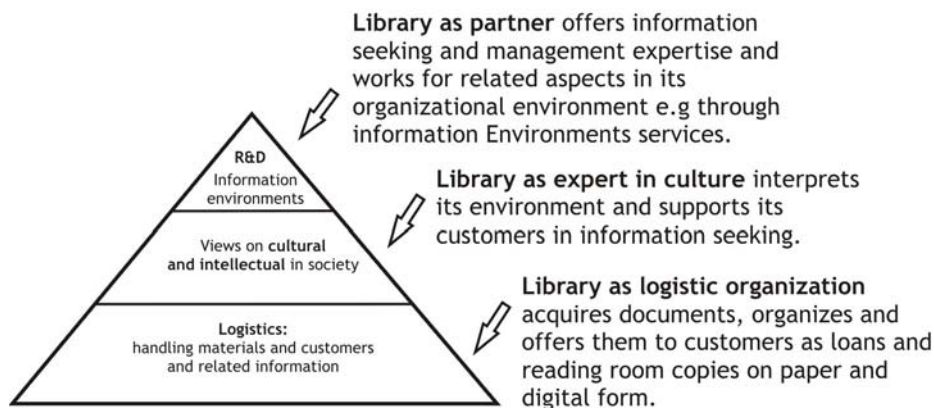 Library as partner offers information
seeking and management expertise and
works for related aspects in its
organizational environment e.g through
information Environments services.
R&D
Information
environments
Library as expert in culture interprets
its environment and supports its
customers in information seeking.
Views on cultural
and intellectual in society
Library as logistic organization
acquires documents, organizes and
offers them to customers as loans and
reading room copies on paper and
digital form.
Logistics:
handling materials and customers
and related information